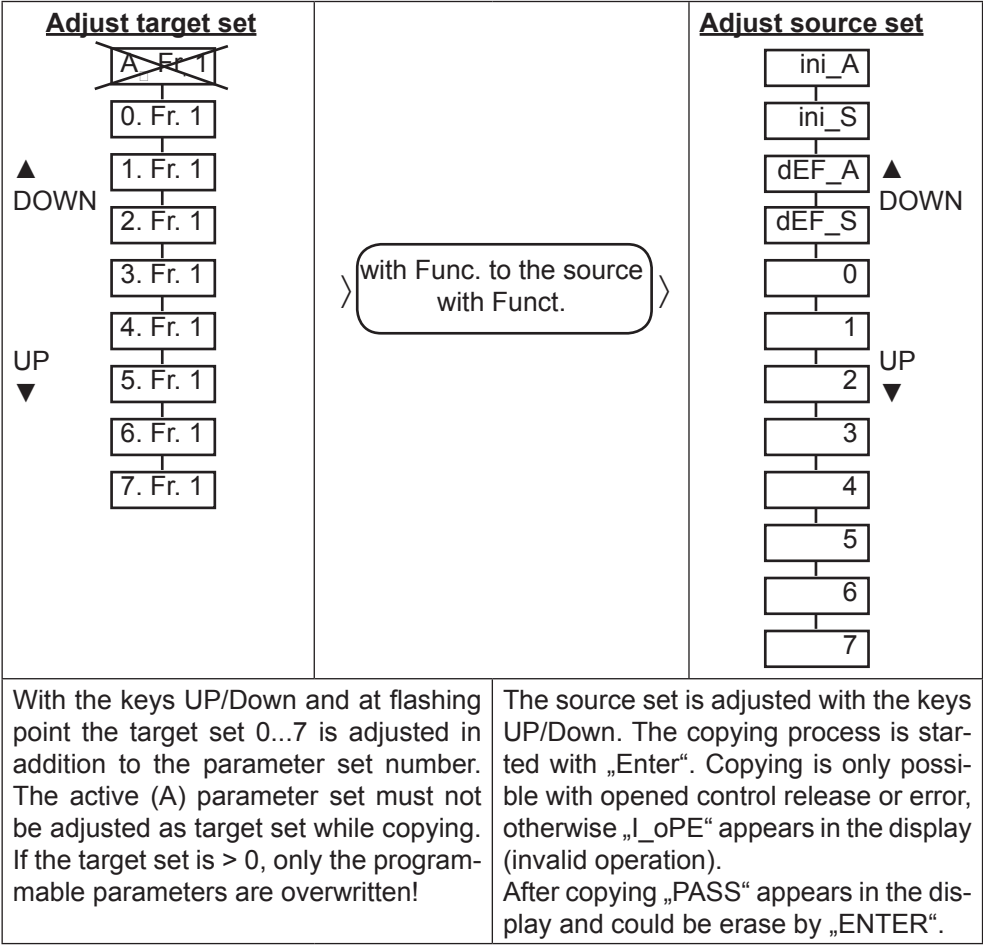 Adjust target set
A Fr. 1
0. Fr. 1
1. Fr. 1
▲
DOWN
2. Fr. 1
3. Fr. 1
4. Fr. 1
UP
▼
5. Fr. 1
6. Fr. 1
7. Fr. 1
with Func. to the source
with Funct.
Adjust source set
ini_A
ini_S
dEF_A
▲
DOWN
dEF_S
0
1
UP
▼
2
3
4
5
6
7
With the keys UP/Down and at flashing
point the target set 0...7 is adjusted in
addition to the parameter set number.
The active (A) parameter set must not
be adjusted as target set while copying.
If the target set is > 0, only the program-
mable parameters are overwritten!
The source set is adjusted with the keys
UP/Down. The copying process is star-
ted with „Enter“. Copying is only possi-
ble with opened control release or error,
otherwise „I_oPE“ appears in the display
(invalid operation).
After copying „PASS“ appears in the dis-
play and could be erase by „ENTER“.